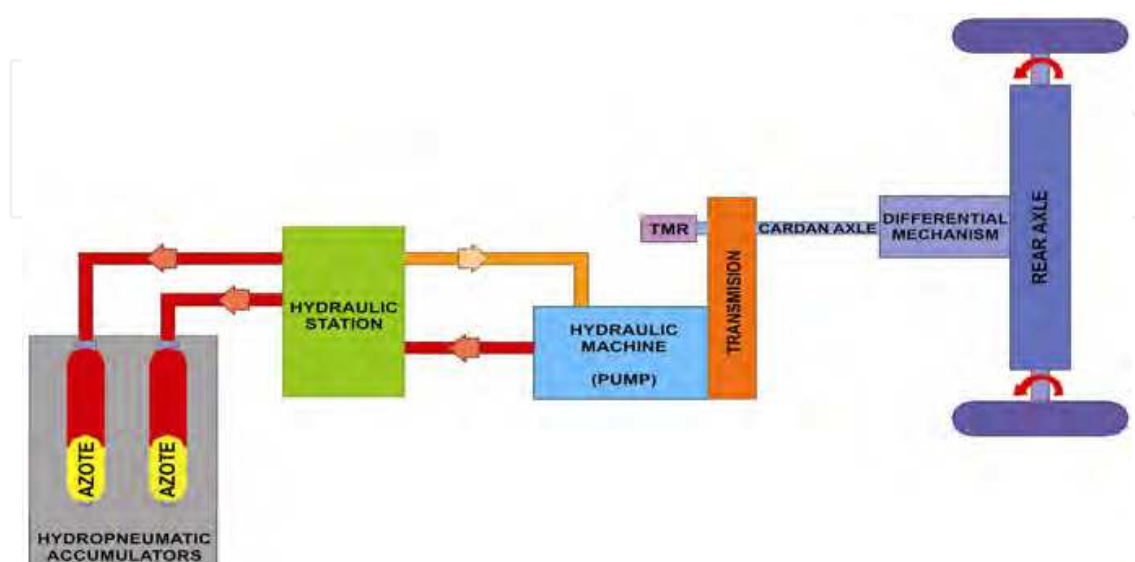 TMR
TRANSMISION
CARDAN AXLE
DIFFERENTIAL
MECHANISM
REAR AXLE
HYDRAULIC
STATION
HYDRAULIC
MACHINE
(PUMP)
AZOTE
AZOTE
HYDROPNEUMATIC
ACCUMULATORS